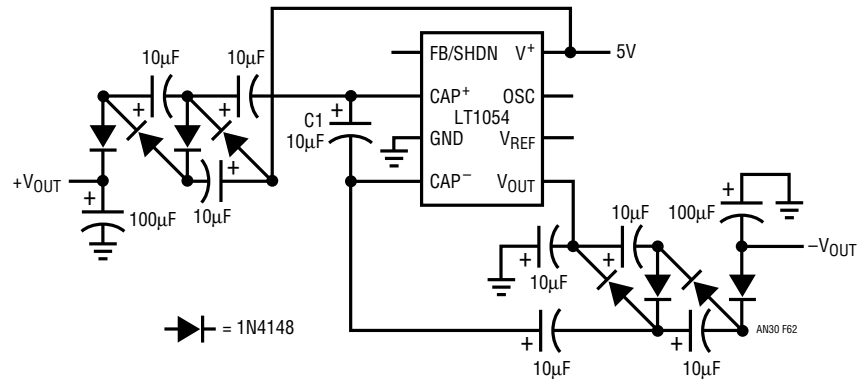 10µF
10µF
FB/SHDN
V+
5V
CAP+
OSC
LT1054
C1
10µF
GND
VREF
+VOUT
100µF
10µF
CAP−
VOUT
10µF
100µF
−VOUT
10µF
= 1N4148
AN30 F62
10µF
10µF
+
+
+
+
+
+
+
+
+
+
+